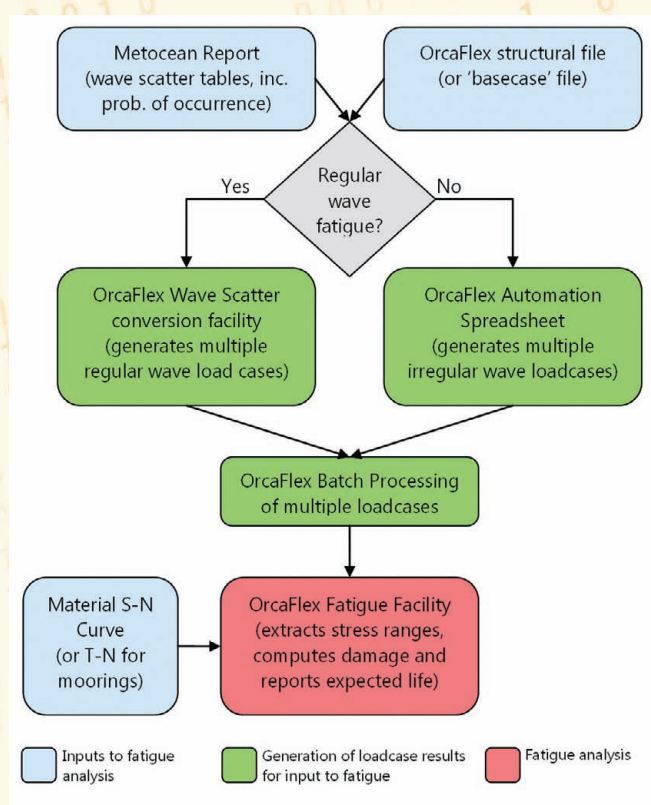 Metocean Report
(wave scatter tables, inc.
prob. of occurrence)
OrcaFlex structural file
(or 'basecase' file)
Regular
wave
fatigue?
Yes
No
OrcaFlex Wave Scatter
conversion facility
(generates multiple
regular wave load cases)
OrcaFlex Automation
Spreadsheet
(generates multiple
irregular wave loadcases)
OrcaFlex Batch Processing
of multiple loadcases
Material S-N
Curve
(or T-N for
moorings)
OrcaFlex Fatigue Facility
(extracts stress ranges,
computes damage and
reports expected life)
Inputs to fatigue
analysis
Generation of loadcase results
for input to fatigue
Fatigue analysis